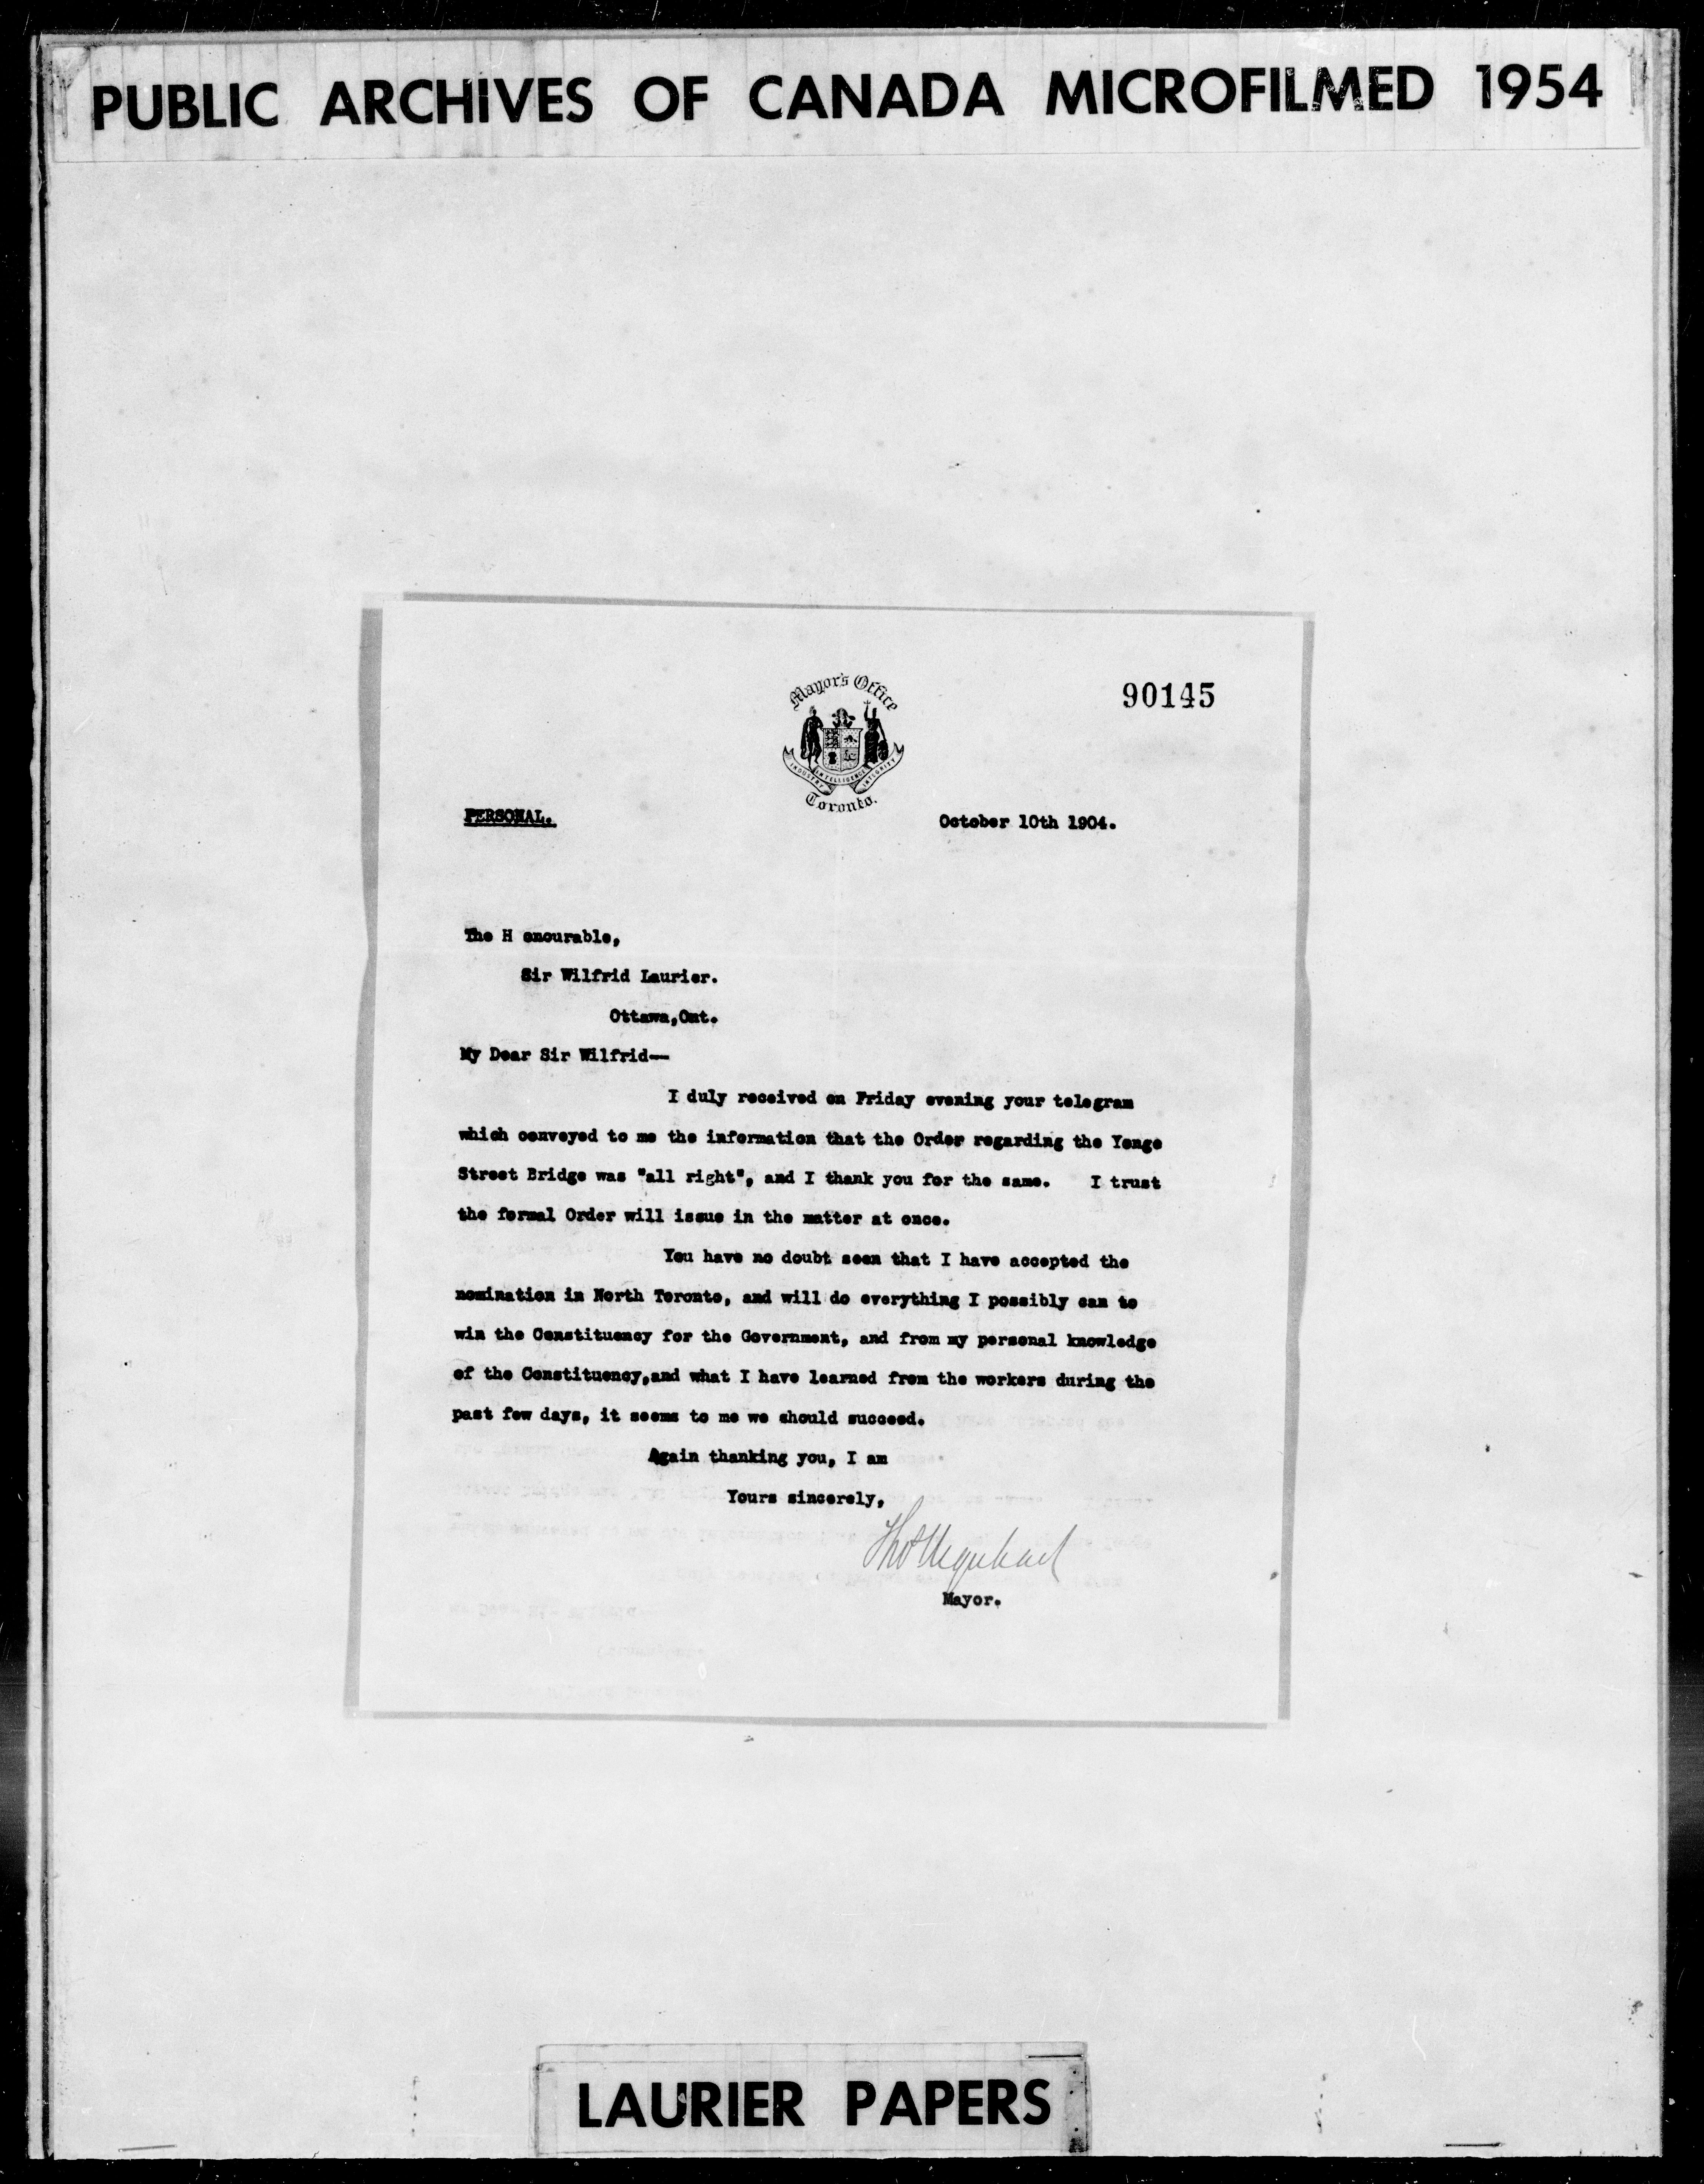 PUBLIC ARCHIVES OF CANADA MICROFILMED 1954
90145
Mayor's Office
INDUSTRY INTELLIGENCE INTEGRITY
Toronto.
PERSONAL.
October 10th 1904.
The H onourable,
Sir Wilfrid Laurier.
Ottawa,Ont.
My Dear Sir Wilfrid—
I duly received on Friday evening your telegram
which conveyed to me the information that the Order regarding the Yonge
Street Bridge was "all right", and I thank you for the same. I trust
the formal Order will issue in the matter at once.
You have no doubt seen that I have accepted the
nomination in North Toronto, and will do everything I possibly can to
win the Constituency for the Government, and from my personal knowledge
of the Constituency,and what I have learned from the workers during the
past few days, it seems to me we should succeed.
Again thanking you, I am
Yours sincerely,
Thos Urquhart
Mayor.
LAURIER PAPERS